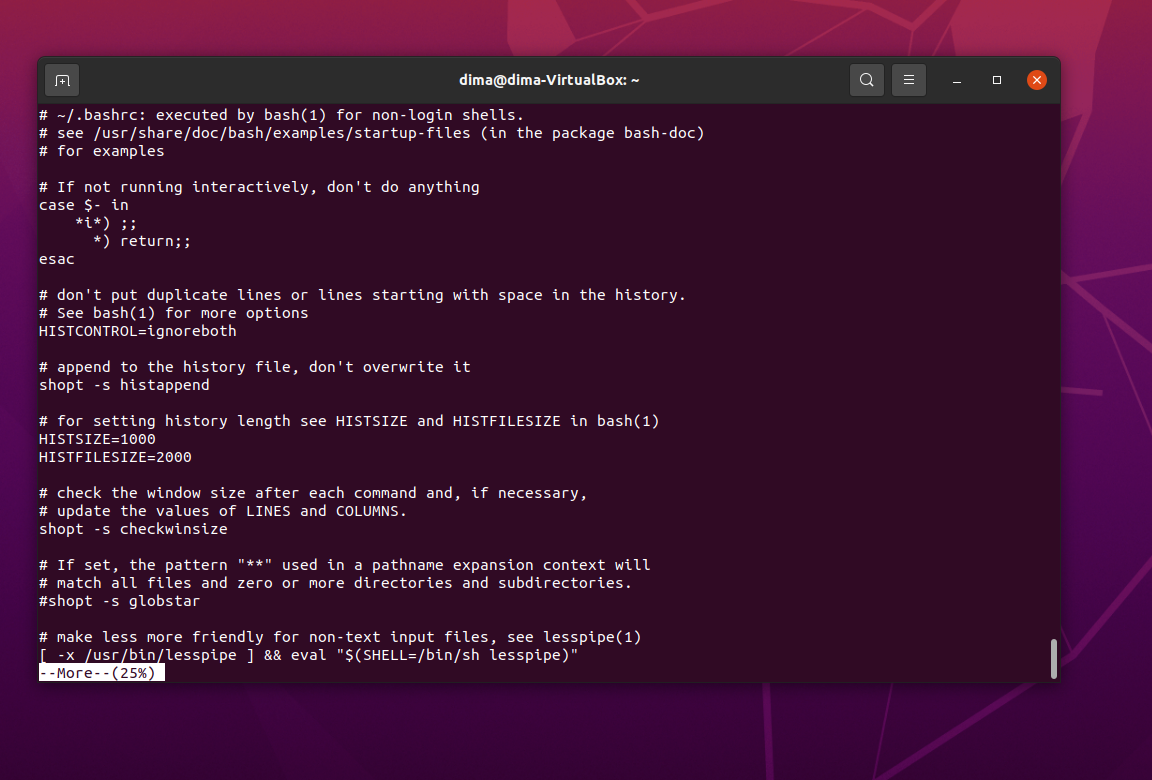 dima@dima-VirtualBox: ~
# ~/.bashrc: executed by bash(1) for non-login shells.
# see /usr/share/doc/bash/examples/startup-files (in the package bash-doc)
# for examples

# If not running interactively, don't do anything
case $- in
    *i*) ;;
      *) return;;
esac

# don't put duplicate lines or lines starting with space in the history.
# See bash(1) for more options
HISTCONTROL=ignoreboth

# append to the history file, don't overwrite it
shopt -s histappend

# for setting history length see HISTSIZE and HISTFILESIZE in bash(1)
HISTSIZE=1000
HISTFILESIZE=2000

# check the window size after each command and, if necessary,
# update the values of LINES and COLUMNS.
shopt -s checkwinsize

# If set, the pattern "**" used in a pathname expansion context will
# match all files and zero or more directories and subdirectories.
#shopt -s globstar

# make less more friendly for non-text input files, see lesspipe(1)
[ -x /usr/bin/lesspipe ] && eval "$(SHELL=/bin/sh lesspipe)"
--More--(25%)